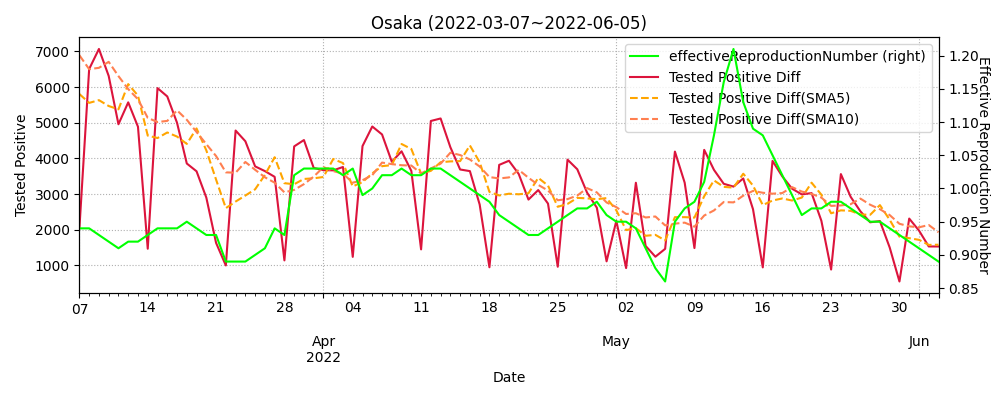 Osaka (2022-03-07~2022-06-05)
effectiveReproductionNumber (right)
Tested Positive Diff
Tested Positive Diff(SMA5)
Tested Positive Diff(SMA10)
Tested Positive
7000
6000
5000
4000
3000
2000
1000
Effective Reproduction Number
1.20
1.15
1.10
1.05
1.00
0.95
0.90
0.85
07 14 21 28 04 11 18 25 02 09 16 23 30
Apr May Jun
2022
Date